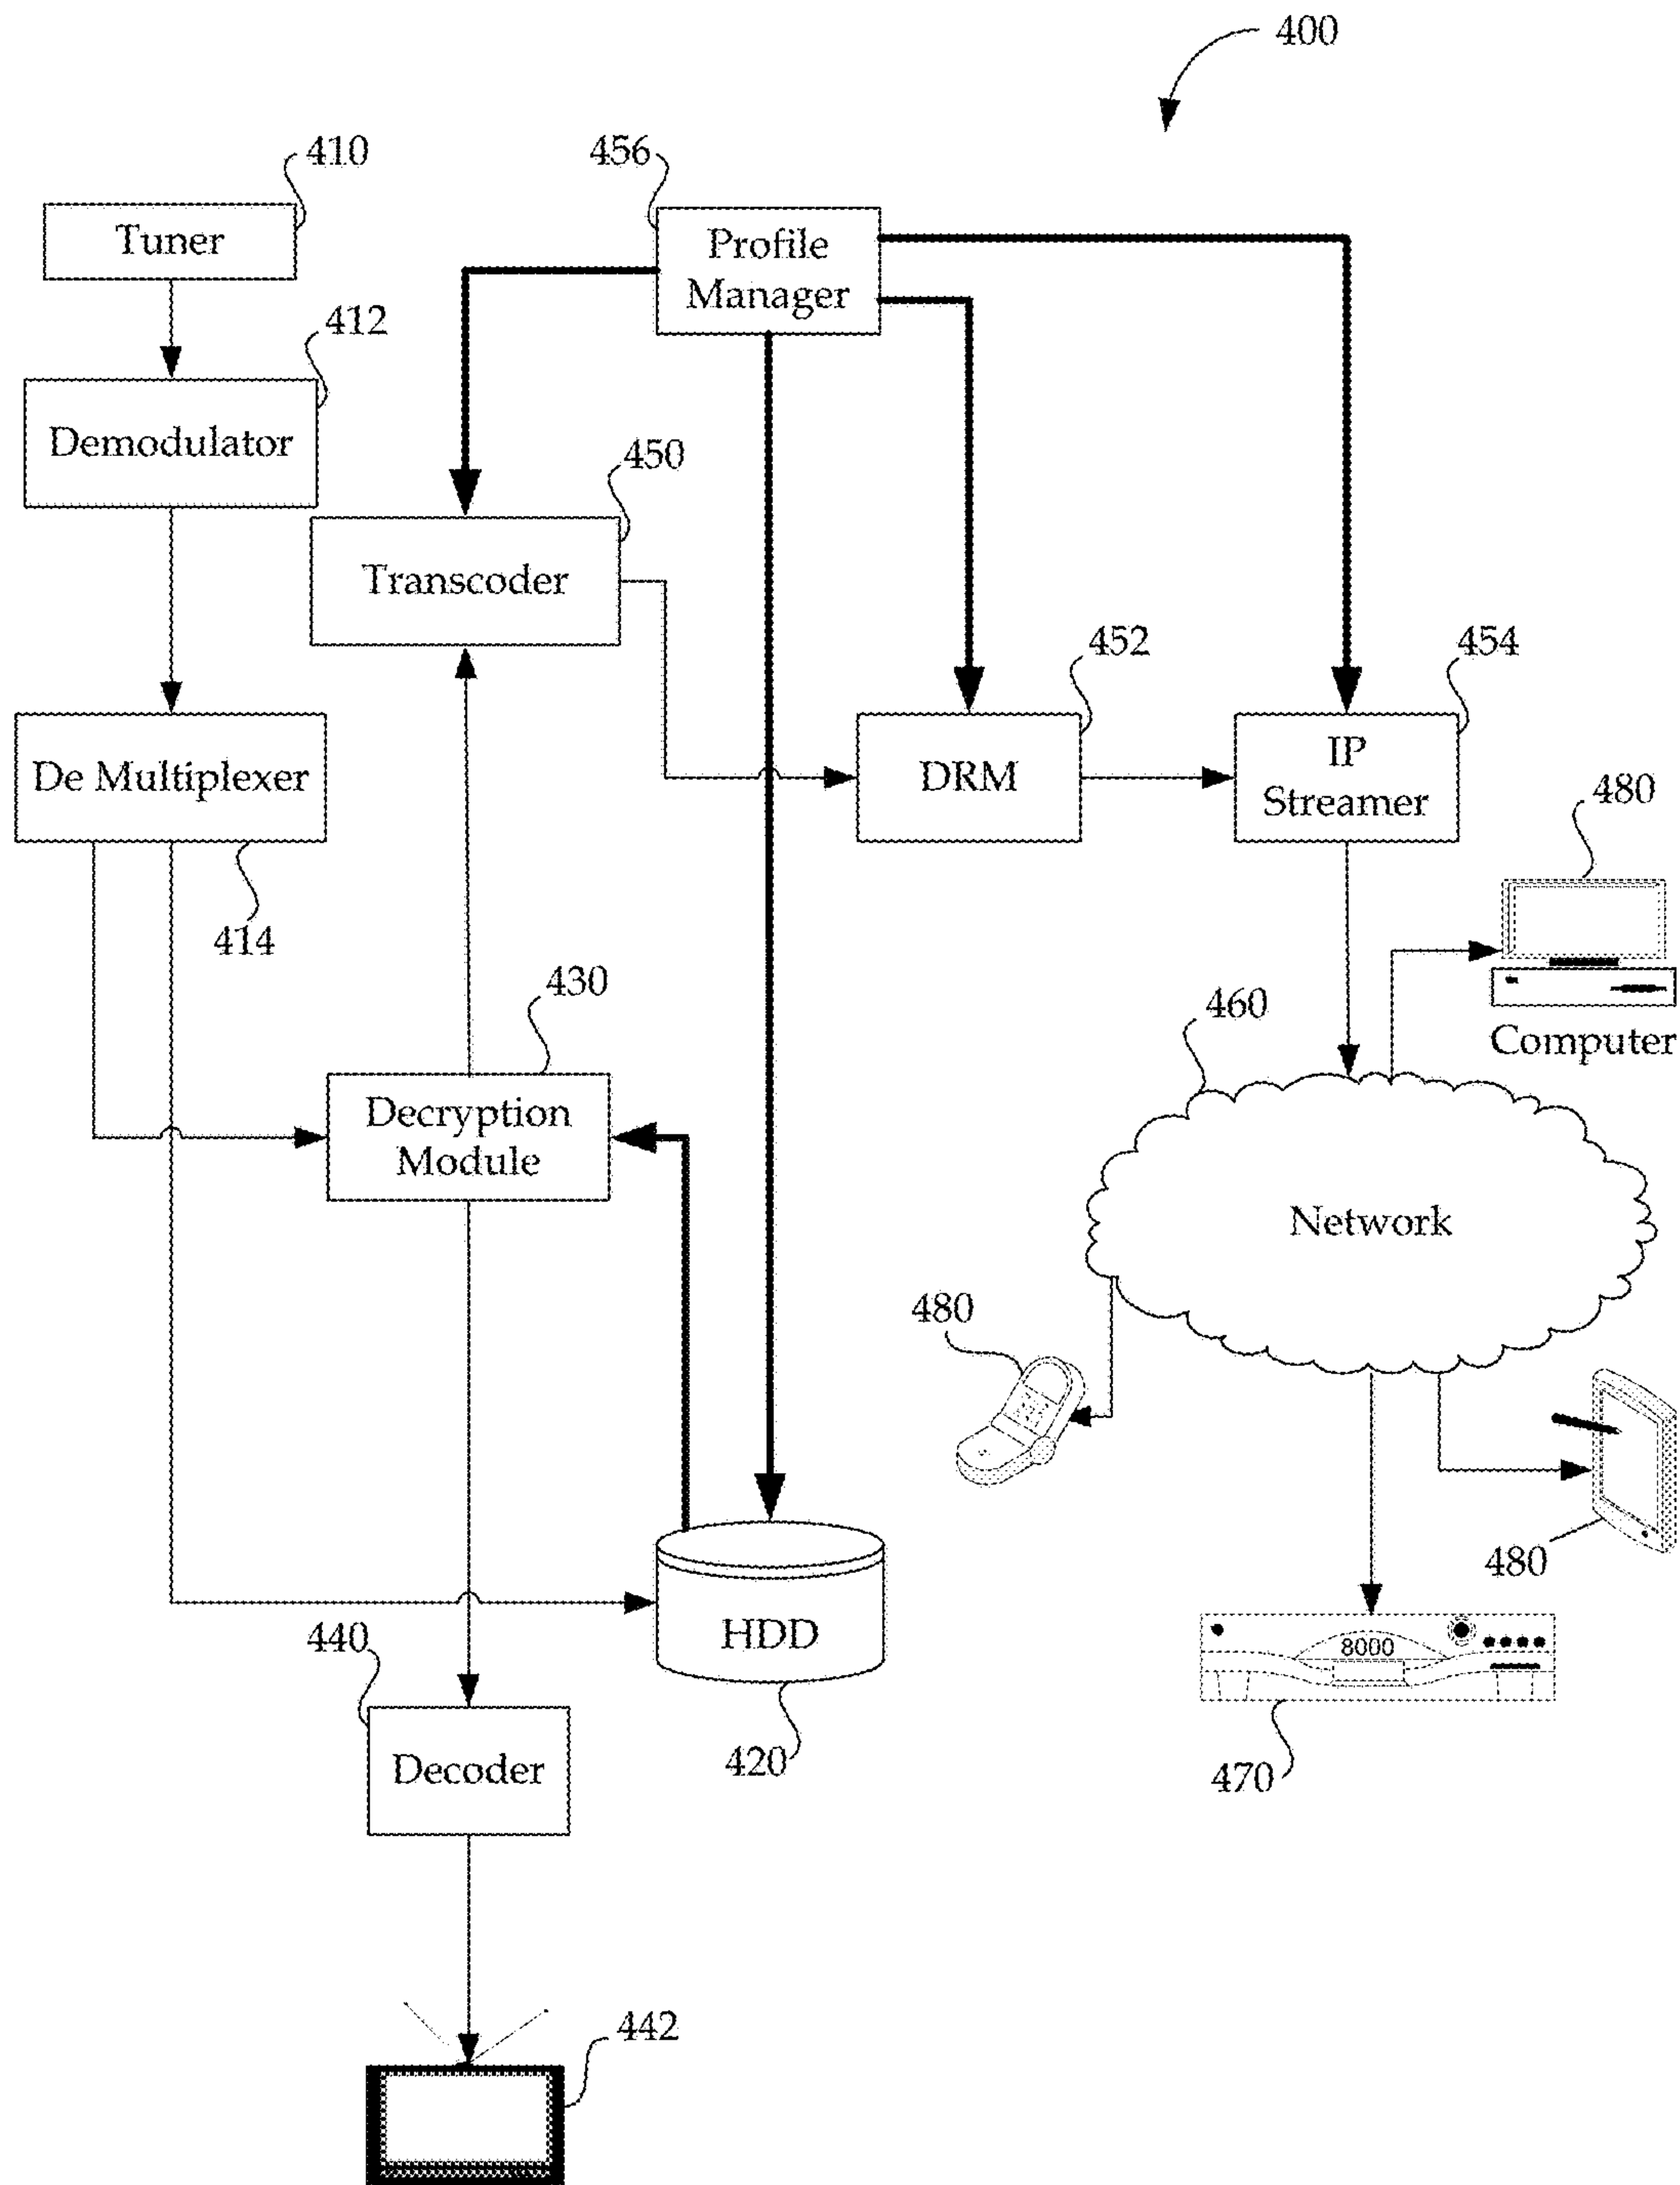 400
410
456
Tuner
Profile
Manager
412
Demodulator
450
Transcoder
452
454
De Multiplexer
DRM
IP
Streamer
480
414
430
460
Computer
Decryption
Module
Network
480
480
HDD
8000
440
420
470
Decoder
442